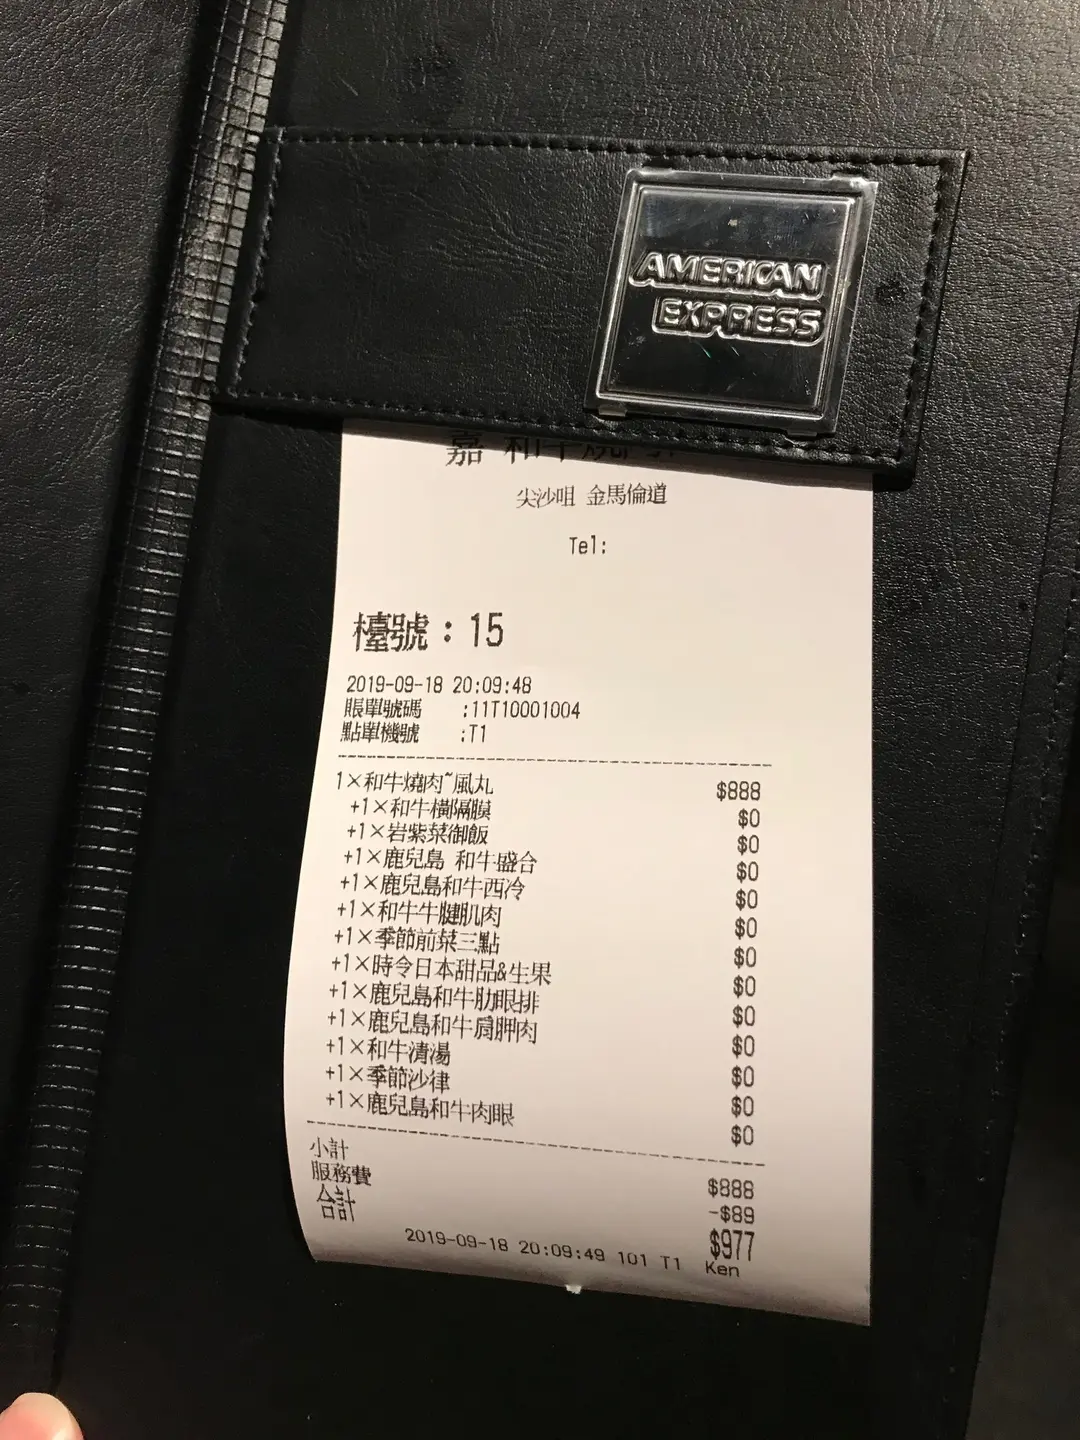 AMERICAN
EXPRESS
嘉 和牛
尖沙咀 金馬倫道
Tel:
檯號：15
2019-09-18 20:09:48
賬單號碼 :11T10001004
點單機號 :T1
1×和牛燒肉~風丸 $888
+1×和牛橫隔膜 $0
+1×岩紫菜御飯 $0
+1×鹿兒島 和牛盛合 $0
+1×鹿兒島和牛西冷 $0
+1×和牛牛腱肌肉 $0
+1×季節前菜三點 $0
+1×時令日本甜品&生果 $0
+1×鹿兒島和牛肋眼排 $0
+1×鹿兒島和牛肩胛肉 $0
+1×和牛清湯 $0
+1×季節沙律 $0
+1×鹿兒島和牛肉眼 $0
小計 $888
服務費 -$89
合計 $977
2019-09-18 20:09:49 101 T1 Ken